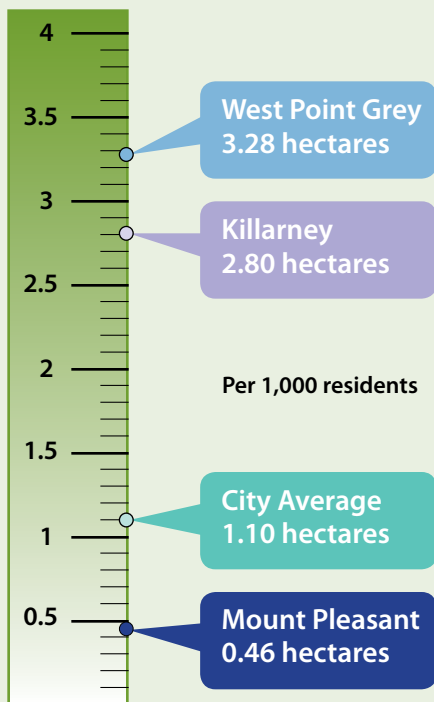 4
3.5
West Point Grey
3.28 hectares
3
Killarney
2.80 hectares
2.5
2
Per 1,000 residents
1.5
City Average
1.10 hectares
1
0.5
Mount Pleasant
0.46 hectares